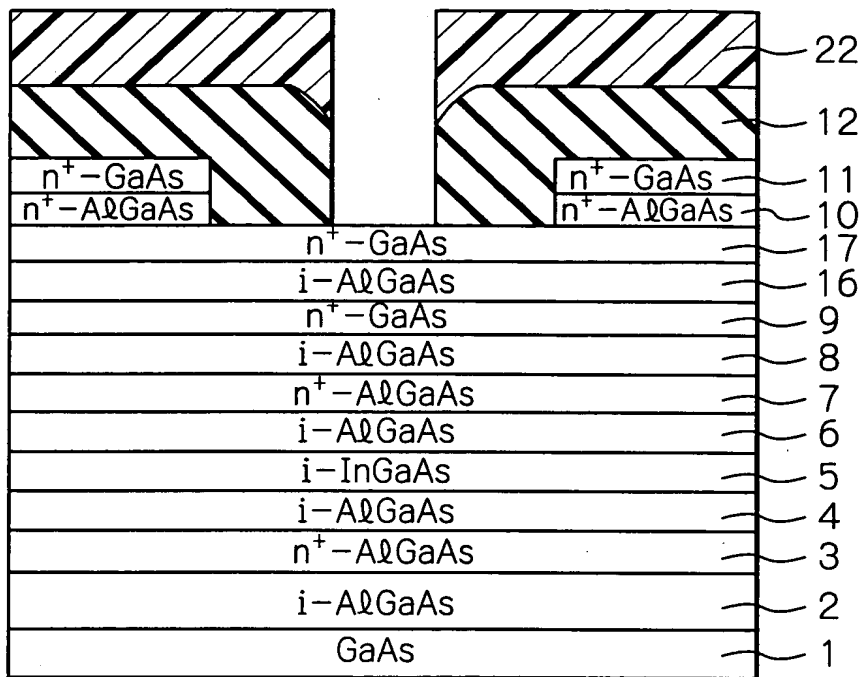 22
12
n⁺-GaAs n⁺-GaAs 11
n⁺-AlGaAs n⁺-AlGaAs 10
n⁺-GaAs 17
i-AlGaAs 16
n⁺-GaAs 9
i-AlGaAs 8
n⁺-AlGaAs 7
i-AlGaAs 6
i-InGaAs 5
i-AlGaAs 4
n⁺-AlGaAs 3
i-AlGaAs 2
GaAs 1